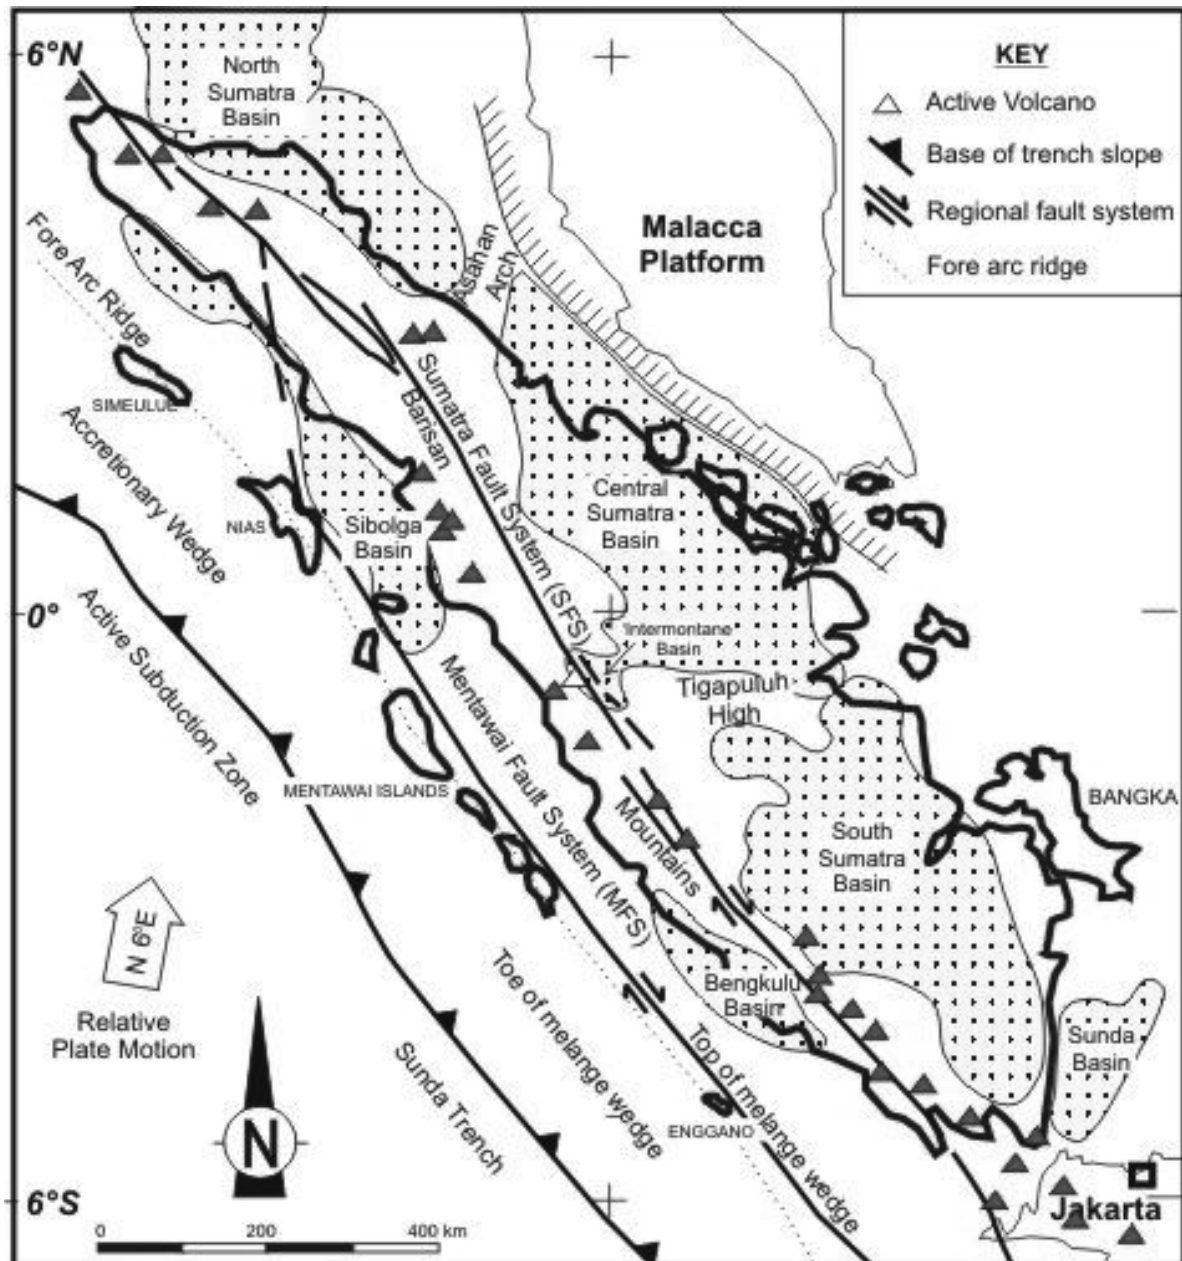 6°N
North
Sumatra
Basin
KEY
Active Volcano
Base of trench slope
Regional fault system
Fore arc ridge
Malacca
Platform
Asahan
Arch
Fore Arc Ridge
SIMEULUE
Accretionary Wedge
NIAS
Sibolga
Basin
Barisan
Sumatra Fault System (SFS)
Central
Sumatra
Basin
0°
Active Subduction Zone
Intermontane
Basin
Tigapuluh
High
Mentawai Fault System (MFS)
MENTAWAI ISLANDS
Mountains
South
Sumatra
Basin
BANGKA
N 6°E
Relative
Plate Motion
Bengkulu
Basin
Sunda
Basin
Toe of melange wedge
Top of melange wedge
Sunda Trench
ENGGANO
N
6°S
Jakarta
0 200 400 km